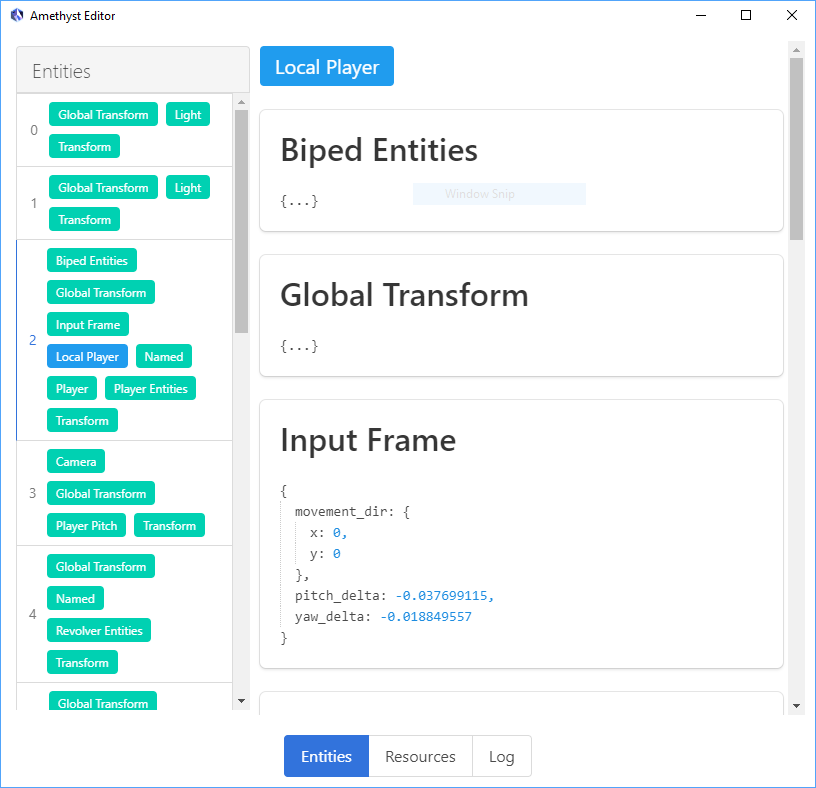 Amethyst Editor
Entities
0
Global Transform Light
Transform
1
Global Transform Light
Transform
2
Biped Entities
Global Transform
Input Frame
Local Player Named
Player Player Entities
Transform
3
Camera
Global Transform
Player Pitch Transform
4
Global Transform
Named
Revolver Entities
Transform
Global Transform
Local Player
Biped Entities
{...}
Window Snip
Global Transform
{...}
Input Frame
{
movement_dir: {
x: 0,
y: 0
},
pitch_delta: -0.037699115,
yaw_delta: -0.018849557
}
Entities Resources Log